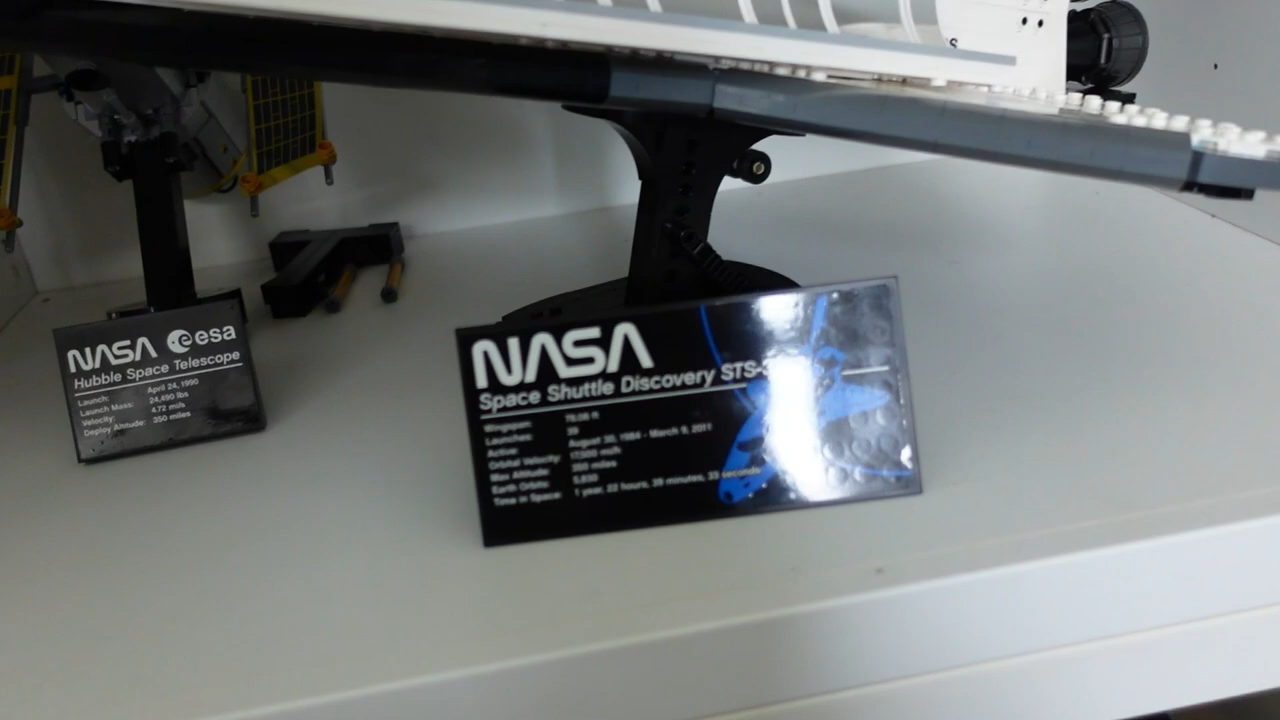 NASA esa
Hubble Space Telescope
Launch: April 24, 1990
Launch Mass: 24,490 lbs
Velocity: 4.72 mi/s
Deploy Altitude: 350 miles
NASA
Space Shuttle Discovery STS-
Wingspan: 78.06 ft
Launches: 39
Active: August 30, 1984 - March 9, 2011
Orbital Velocity: 17,500 mi/h
Max Altitude: 350 miles
Earth Orbits: 5,830
Time in Space: 1 year, 22 hours, 39 minutes, 33 seconds
S